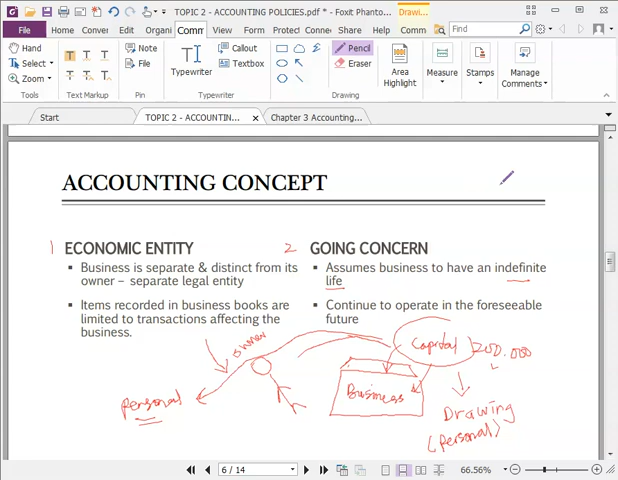 TOPIC 2 - ACCOUNTING POLICIES.pdf * - Foxit Phanto...
Drawi...
File Home Conv Edit Organi Comm View Form Comm
Find
Hand
Select
Zoom
Tools
Text Markup
Note
File
Pin
Typewriter
Callout
Textbox
Typewriter
Pencil
Eraser
Drawing
Area
Highlight
Measure
Stamps
Manage
Comments
Start
TOPIC 2 - ACCOUNTIN...
Chapter 3 Accounting...
ACCOUNTING CONCEPT
1 ECONOMIC ENTITY
Business is separate & distinct from its
owner – separate legal entity
Items recorded in business books are
limited to transactions affecting the
business.
2 GOING CONCERN
Assumes business to have an indefinite
life
Continue to operate in the foreseeable
future
owner
Personal
Business
Capital 200.000
Drawing
(Personal)
6 / 14
66.56%